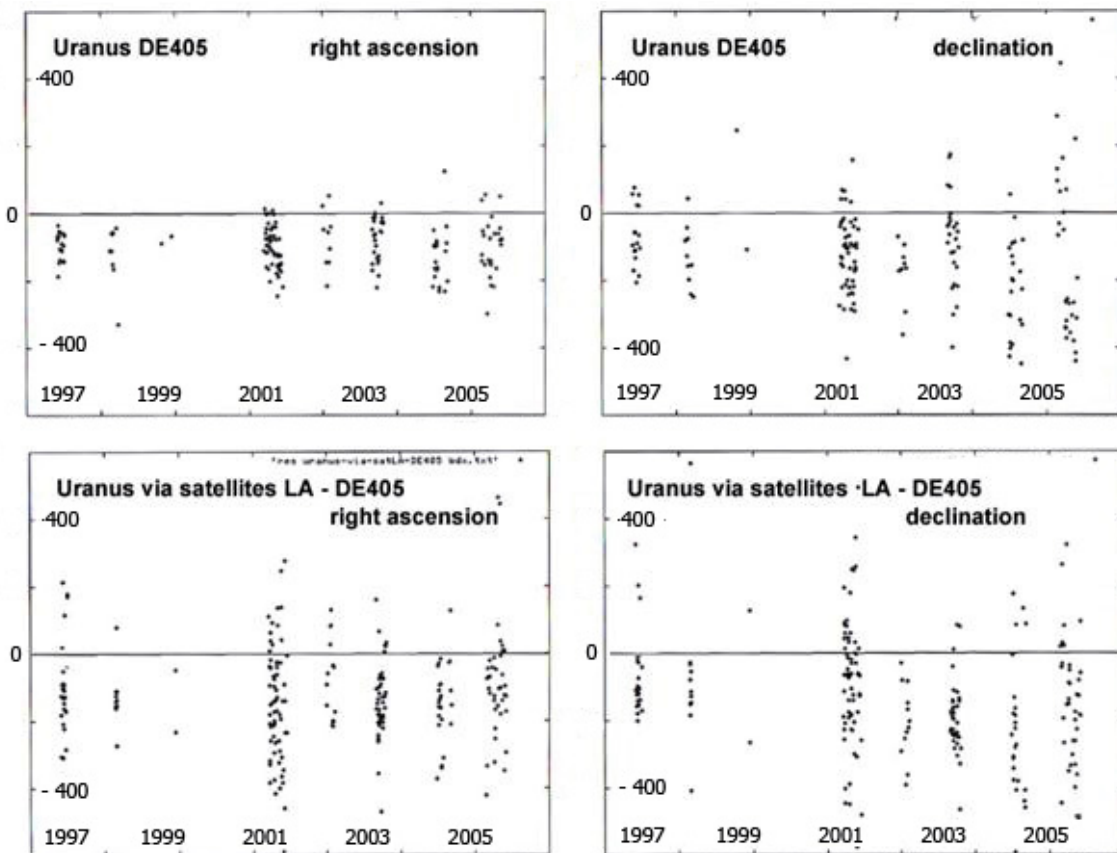 Uranus DE405 right ascension
-400
0
- 400
1997 1999 2001 2003 2005
Uranus DE405 declination
-400
0
- 400
1997 1999 2001 2003 2005
Uranus via satellites LA - DE405
right ascension
-400
0
- 400
1997 1999 2001 2003 2005
Uranus via satellites LA - DE405
declination
-400
0
- 400
1997 1999 2001 2003 2005